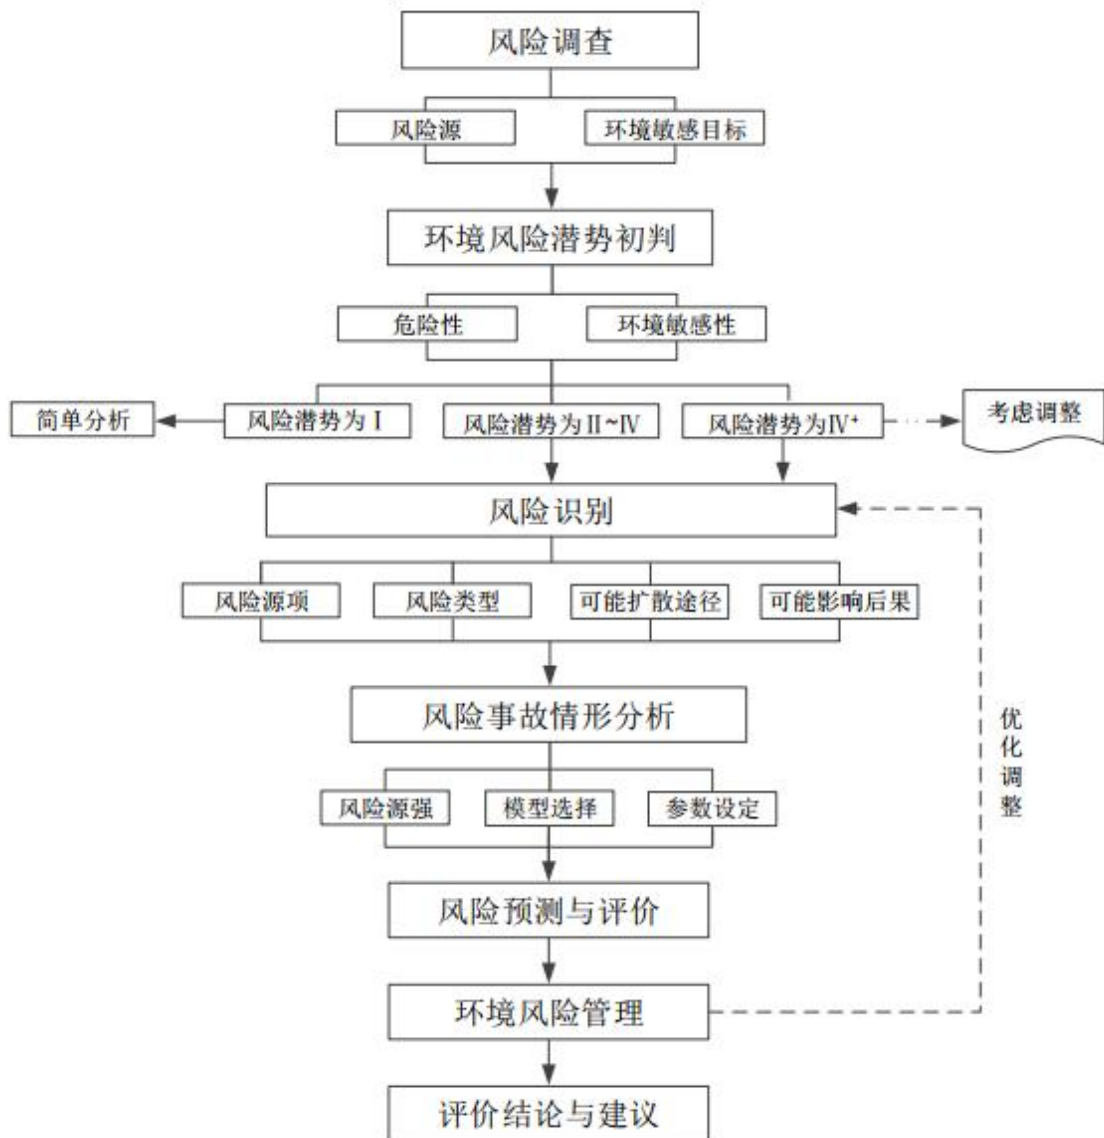 风险调查
风险源
环境敏感目标
环境风险潜势初判
危险性
环境敏感性
简单分析
风险潜势为Ⅰ
风险潜势为Ⅱ~Ⅳ
风险潜势为Ⅳ⁺
考虑调整
风险识别
风险源项
风险类型
可能扩散途径
可能影响后果
风险事故情形分析
优化调整
风险源强
模型选择
参数设定
风险预测与评价
环境风险管理
评价结论与建议